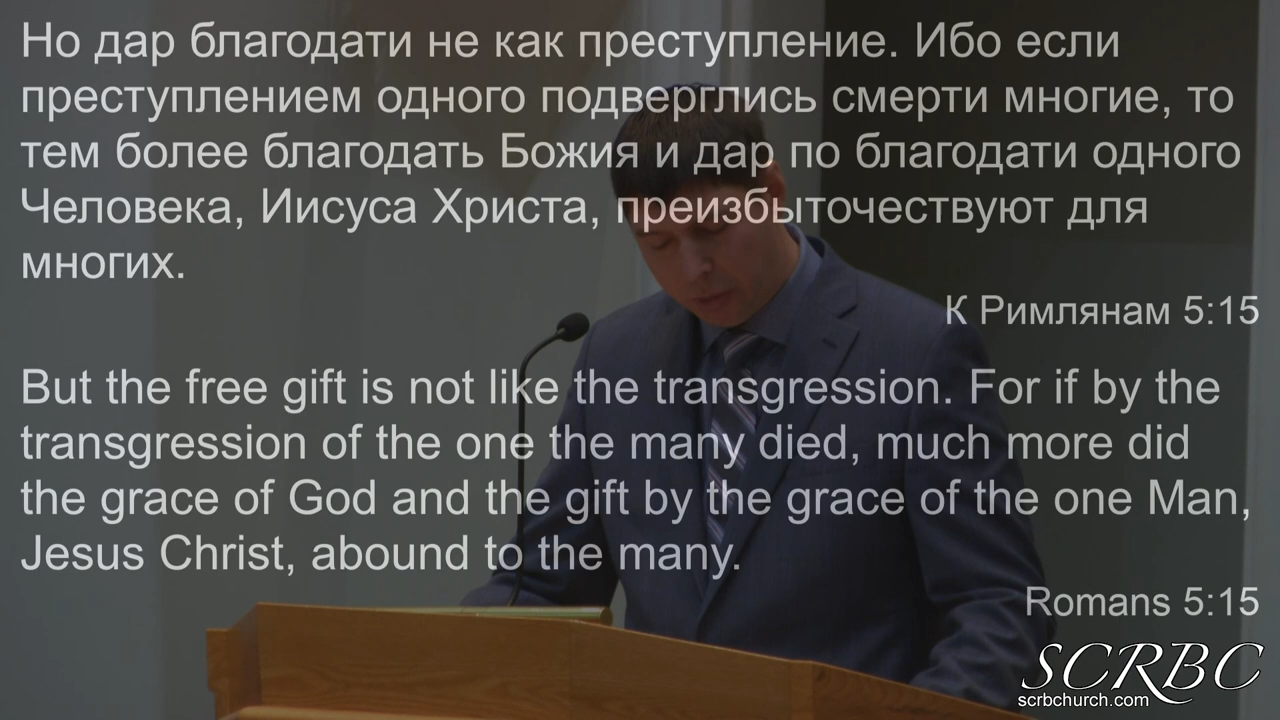 Но дар благодати не как преступление. Ибо если
преступлением одного подверглись смерти многие, то
тем более благодать Божия и дар по благодати одного
Человека, Иисуса Христа, преизбыточествуют для
многих.
К Римлянам 5:15
But the free gift is not like the transgression. For if by the
transgression of the one the many died, much more did
the grace of God and the gift by the grace of the one Man,
Jesus Christ, abound to the many.
Romans 5:15
SCRBC
scrbchurch.com